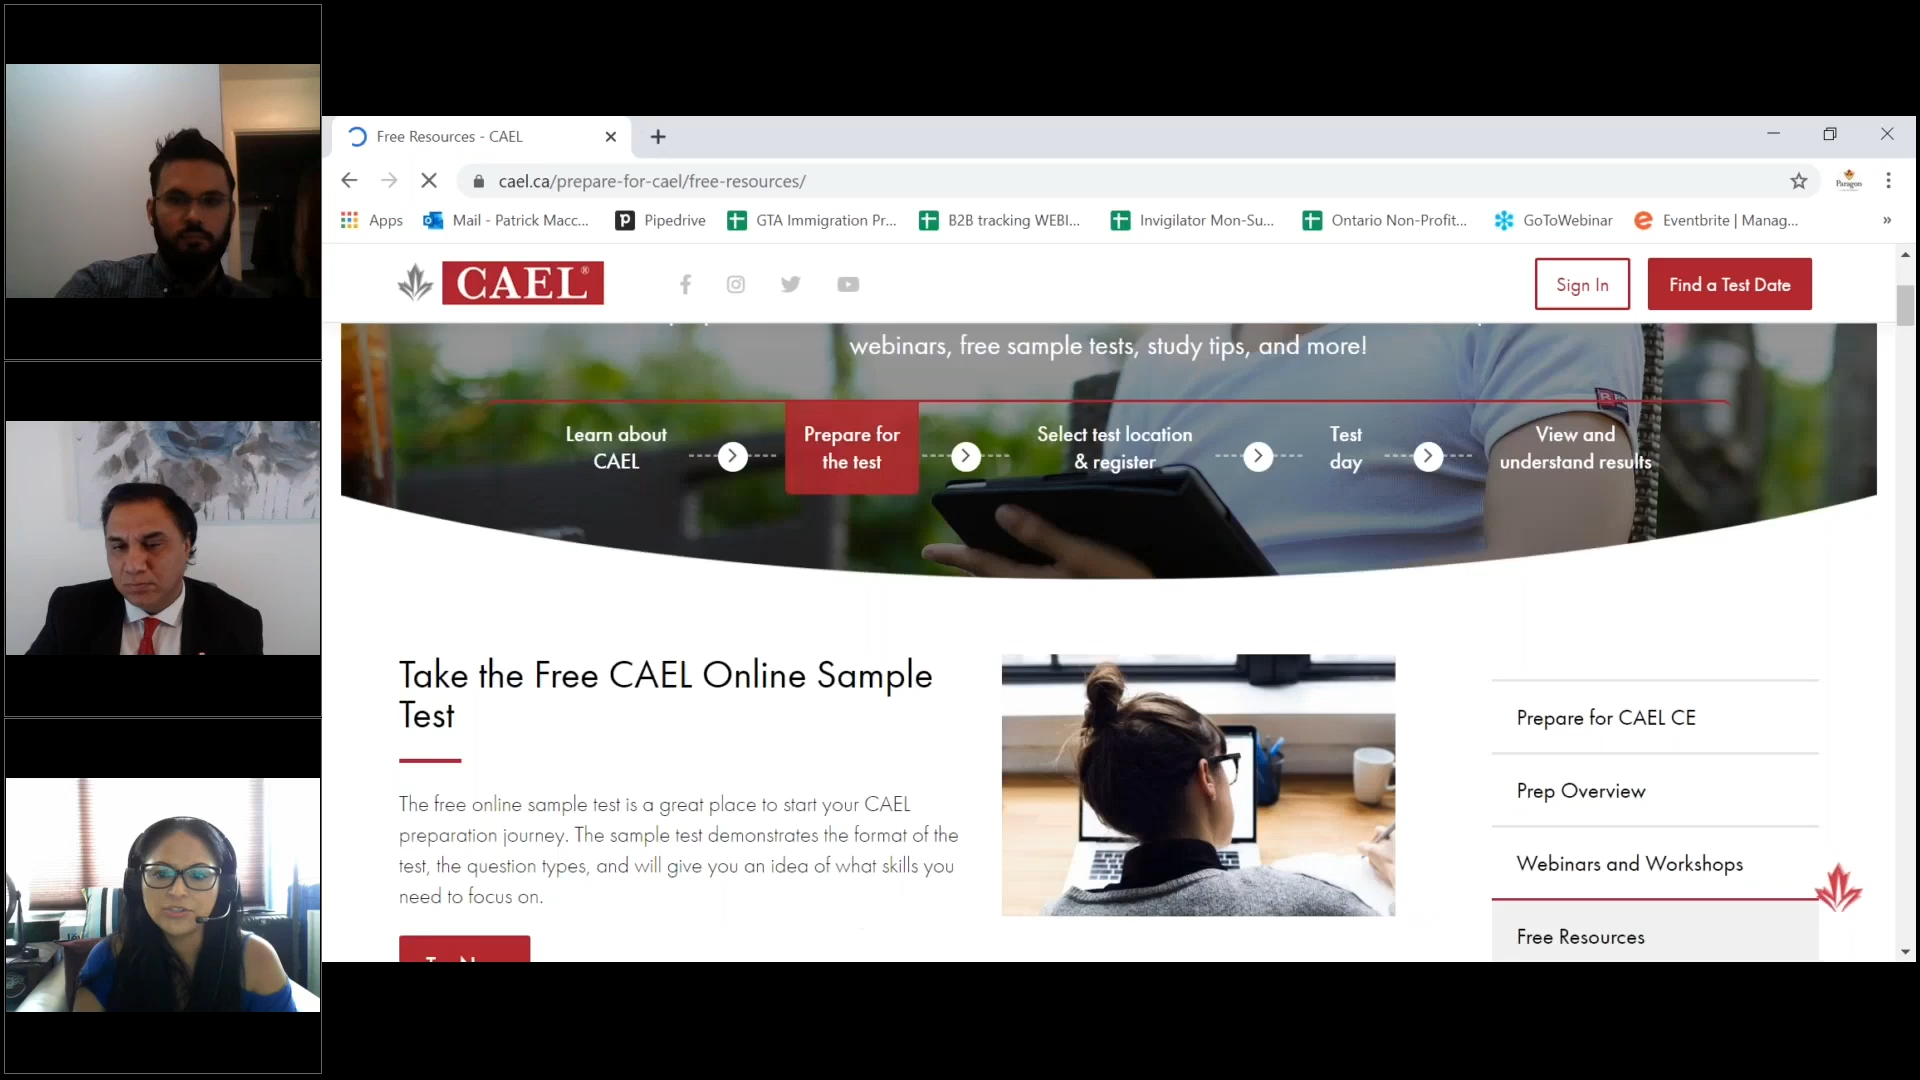 Free Resources - CAEL
cael.ca/prepare-for-cael/free-resources/
Paragon
Apps
Mail - Patrick Macc...
Pipedrive
GTA Immigration Pr...
B2B tracking WEBI...
Invigilator Mon-Su...
Ontario Non-Profit...
GoToWebinar
Eventbrite | Manag...
»
CAEL®
Sign In
Find a Test Date
webinars, free sample tests, study tips, and more!
Learn about
CAEL
Prepare for
the test
Select test location
& register
Test
day
View and
understand results
Take the Free CAEL Online Sample
Test
The free online sample test is a great place to start your CAEL
preparation journey. The sample test demonstrates the format of the
test, the question types, and will give you an idea of what skills you
need to focus on.
Prepare for CAEL CE
Prep Overview
Webinars and Workshops
Free Resources